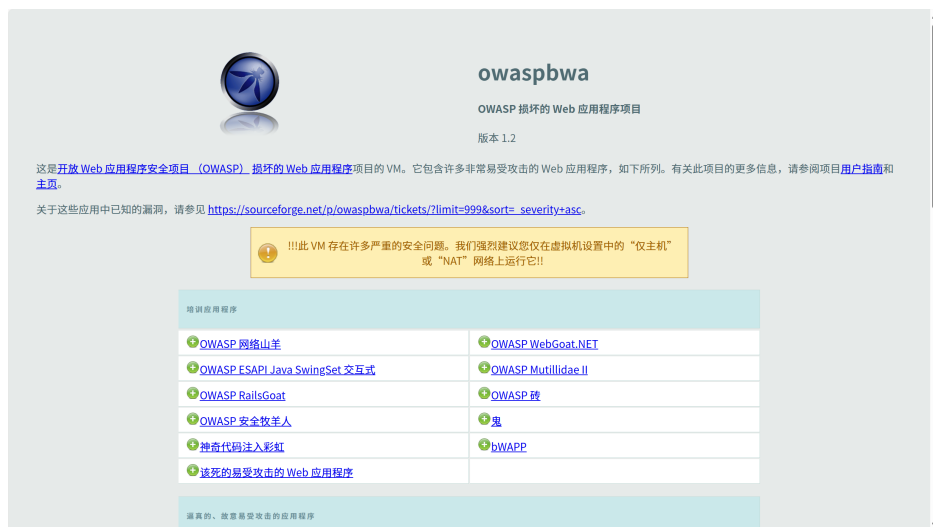 owaspbwa
OWASP 损坏的 Web 应用程序项目
版本 1.2
这是开放 Web 应用程序安全项目 （OWASP） 损坏的 Web 应用程序项目的 VM。它包含许多非常易受攻击的 Web 应用程序，如下所列。有关此项目的更多信息，请参阅项目用户指南和
主页。
关于这些应用中已知的漏洞，请参见 https://sourceforge.net/p/owaspbwa/tickets/?limit=999&sort=_severity+asc。
!!!此 VM 存在许多严重的安全问题。我们强烈建议您仅在虚拟机设置中的“仅主机”
或“NAT”网络上运行它!!
培训应用程序
OWASP 网络山羊
OWASP WebGoat.NET
OWASP ESAPI Java SwingSet 交互式
OWASP Mutillidae II
OWASP RailsGoat
OWASP 砖
OWASP 安全牧羊人
鬼
神奇代码注入彩虹
bWAPP
该死的易受攻击的 Web 应用程序
逼真的、故意易受攻击的应用程序